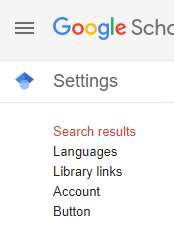 Google Scho
Settings
Search results
Languages
Library links
Account
Button